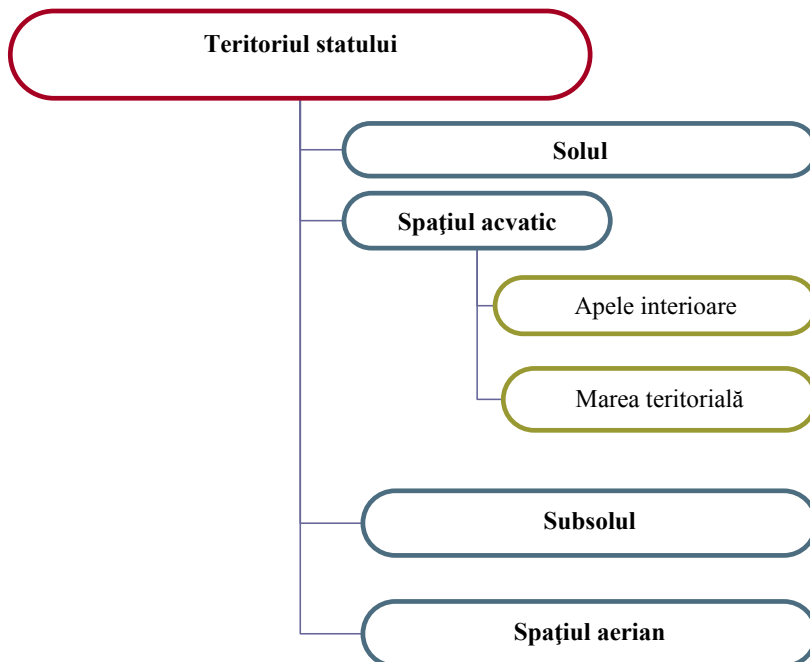 Teritoriul statului
Solul
Spaţiul acvatic
Apele interioare
Marea teritorială
Subsolul
Spaţiul aerian